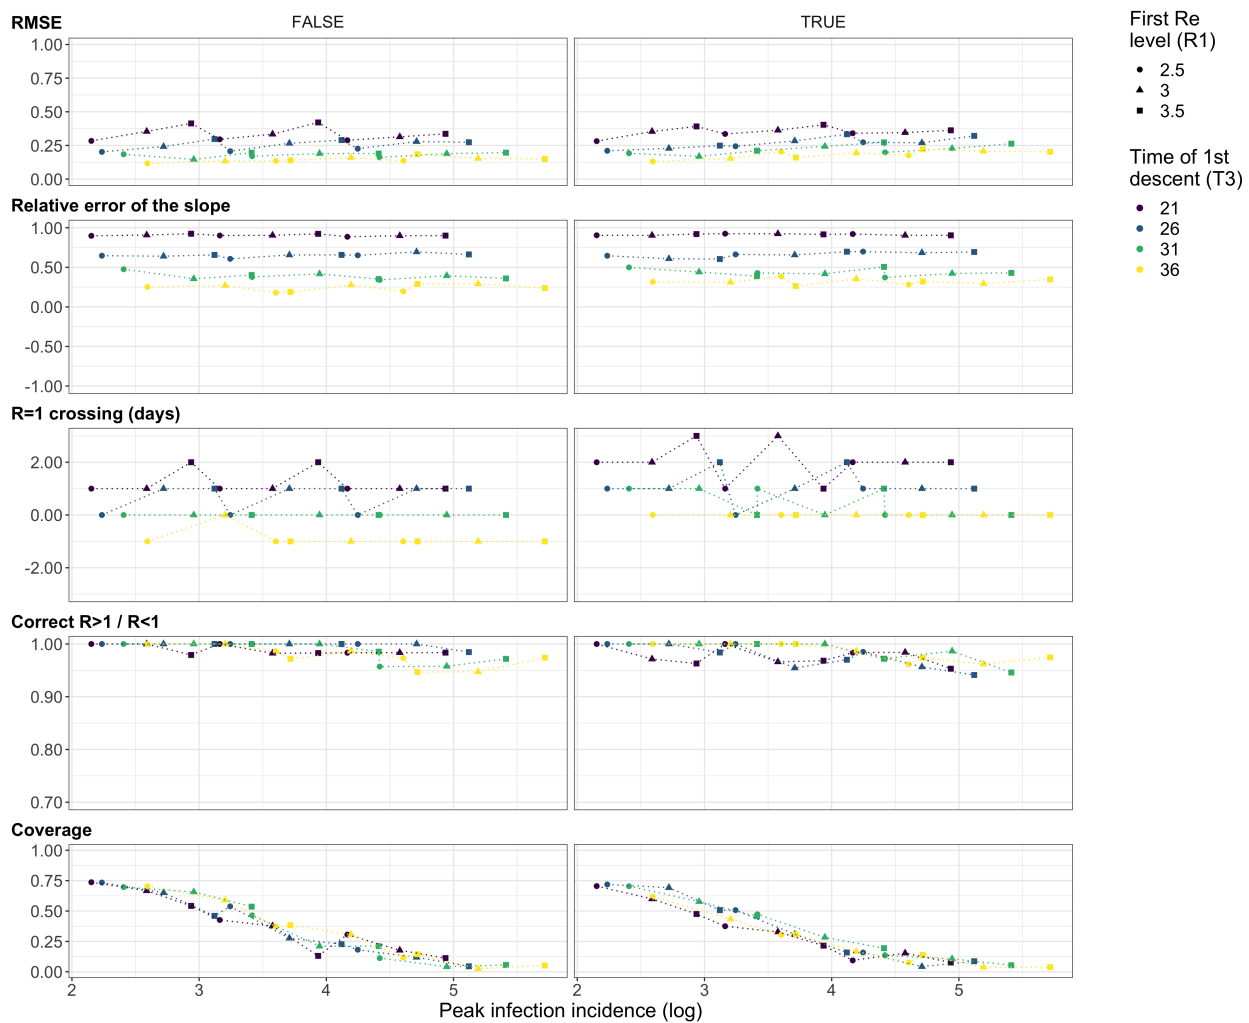 RMSE
FALSE
TRUE
1.00
0.75
0.50
0.25
0.00
Relative error of the slope
1.00
0.50
0.00
-0.50
-1.00
R=1 crossing (days)
2.00
0.00
-2.00
Correct R>1 / R<1
1.00
0.90
0.80
0.70
Coverage
1.00
0.75
0.50
0.25
0.00
2 3 4 5 2 3 4 5
Peak infection incidence (log)
First Re
level (R1)
2.5
3
3.5
Time of 1st
descent (T3)
21
26
31
36